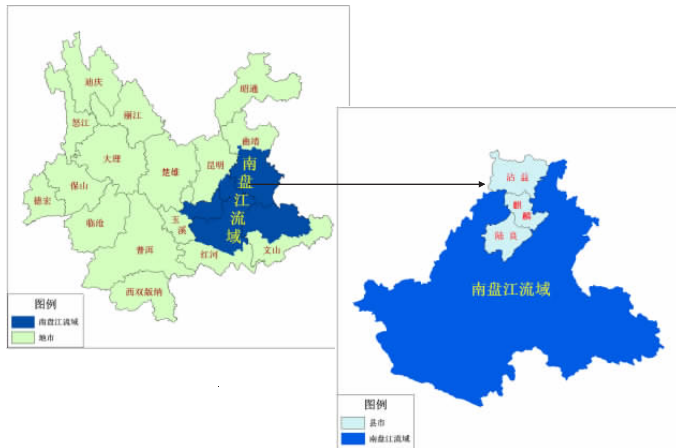 迪庆
丽江
怒江
昭通
曲靖
大理
楚雄
昆明
保山
德宏
临沧
玉溪
普洱
红河
文山
西双版纳
南盘江流域
图例
南盘江流域
地市
沾益
麒麟
陆良
南盘江流域
图例
县市
南盘江流域